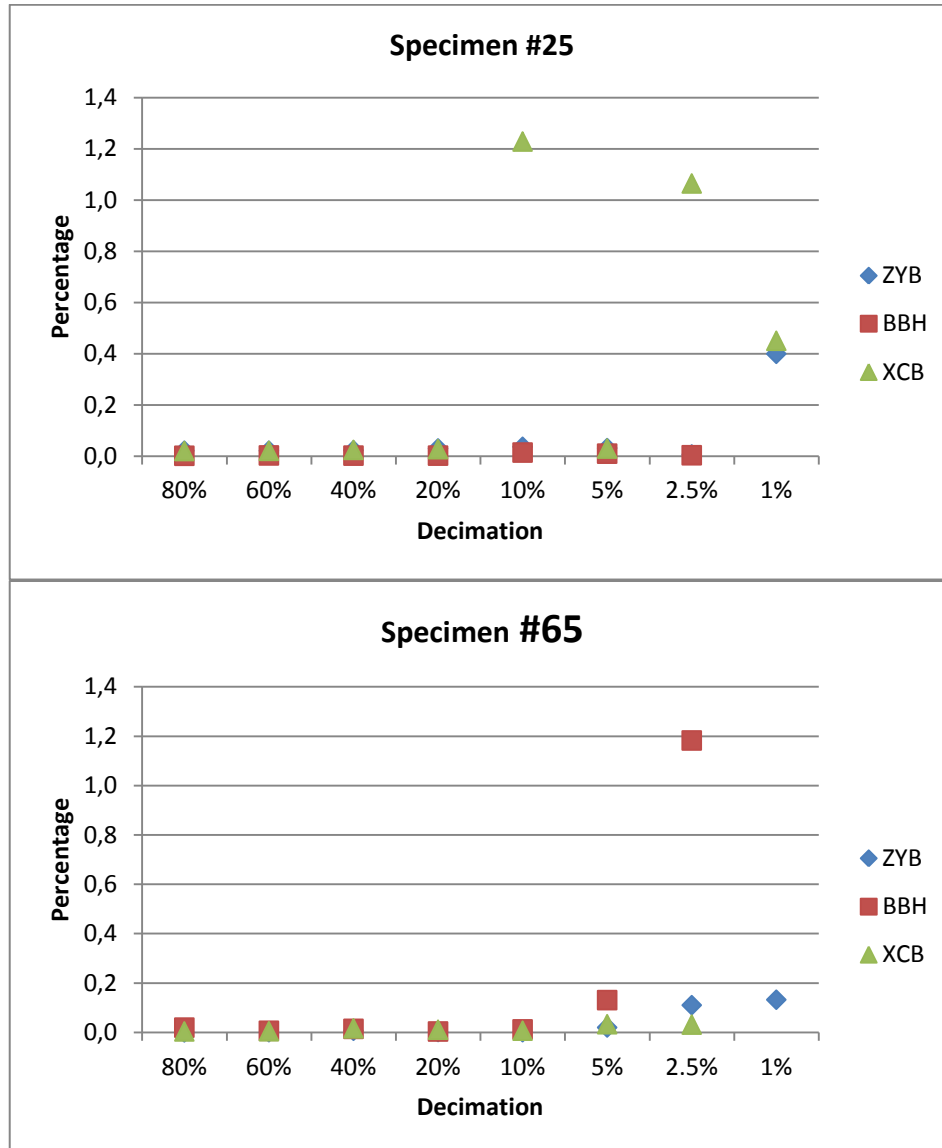 Specimen #25
1,4
1,2
1,0
0,8
0,6
0,4
0,2
0,0
Percentage
80% 60% 40% 20% 10% 5% 2.5% 1%
Decimation
ZYB
BBH
XCB
Specimen #65
1,4
1,2
1,0
0,8
0,6
0,4
0,2
0,0
Percentage
80% 60% 40% 20% 10% 5% 2.5% 1%
Decimation
ZYB
BBH
XCB